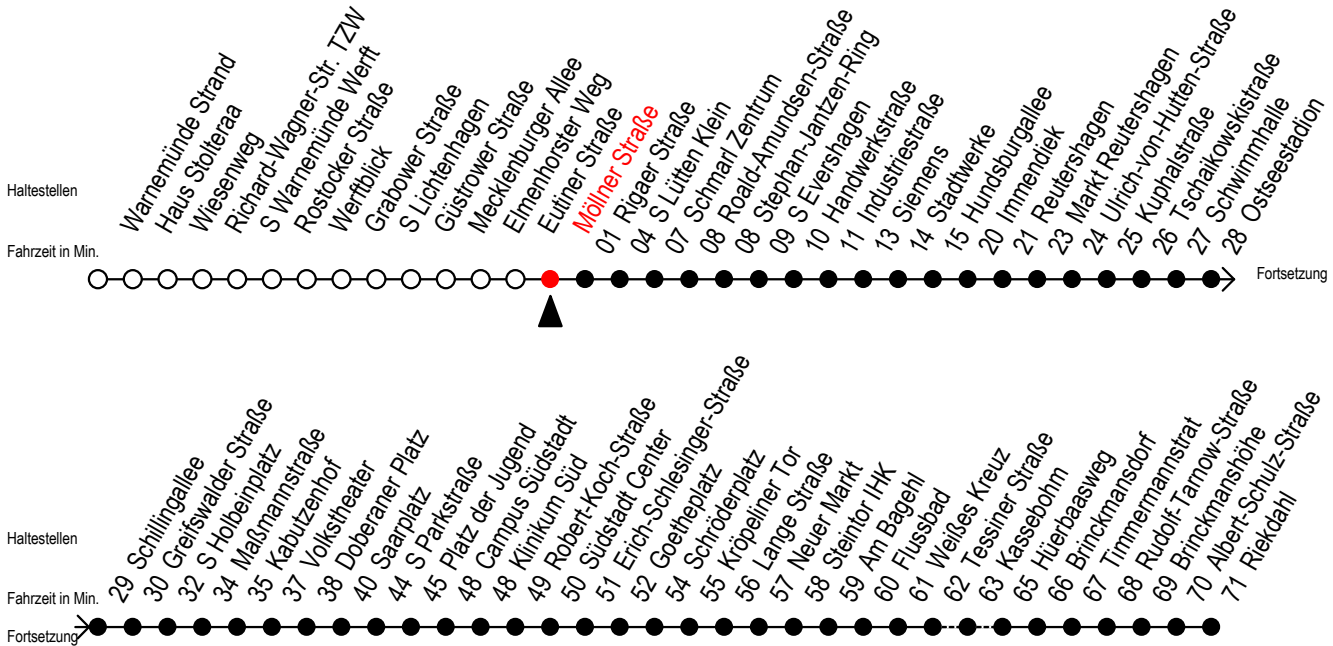 Haltestellen
Warnemünde Strand
Haus Stolteraa
Wiesenweg
Richard-Wagner-Str. TZW
S Warnemünde Werft
Rostocker Straße
Werftblick
Grabower Straße
S Lichtenhagen
Güstrower Straße
Mecklenburger Allee
Elmenhorster Weg
Eutiner Straße
Möllner Straße
Fahrzeit in Min.
01 Rigaer Straße
04 S Lütten Klein
07 Schmarl Zentrum
08 Roald-Amundsen-Straße
08 Stephan-Jantzen-Ring
09 S Evershagen
10 Handwerkstraße
11 Industriestraße
13 Siemens
14 Stadtwerke
15 Hundsburgallee
20 Immendiek
21 Reutershagen
23 Markt Reutershagen
24 Ulrich-von-Hutten-Straße
25 Kuphalstraße
26 Tschaikowskistraße
27 Schwimmhalle
28 Ostseestadion
Fortsetzung
Haltestellen
Fahrzeit in Min.
29 Schillingallee
30 Greifswalder Straße
32 S Holbeinplatz
34 Maßmannstraße
35 Kabutzenhof
37 Volkstheater
38 Doberaner Platz
40 Saarplatz
44 S Parkstraße
45 Platz der Jugend
48 Campus Südstadt
48 Klinikum Süd
49 Robert-Koch-Straße
50 Südstadt Center
51 Erich-Schlesinger-Straße
52 Goetheplatz
54 Schröderplatz
55 Kröpeliner Tor
56 Lange Straße
57 Neuer Markt
58 Steintor IHK
59 Am Bagehl
60 Flussbad
61 Weißes Kreuz
62 Tessiner Straße
63 Kassebohm
65 Hüerbaasweg
66 Brinckmansdorf
67 Timmermannstrat
68 Rudolf-Tarnow-Straße
69 Brinckmanshöhe
70 Albert-Schulz-Straße
71 Riekdahl
Fortsetzung